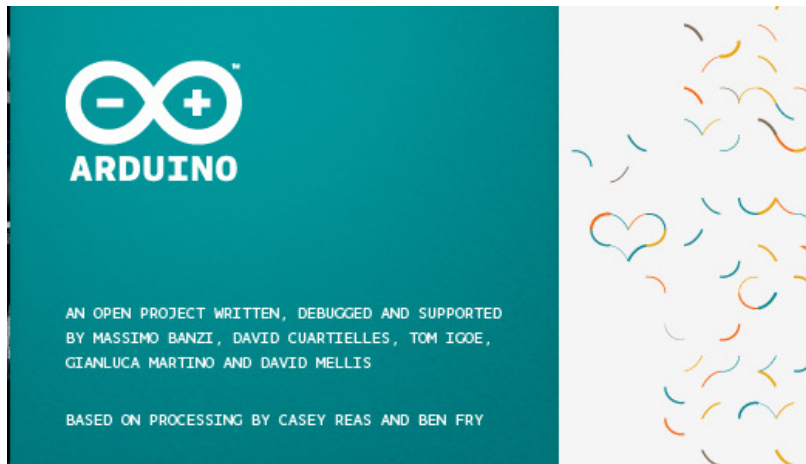 ARDUINO
AN OPEN PROJECT WRITTEN, DEBUGGED AND SUPPORTED
BY MASSIMO BANZI, DAVID CUARTIELLES, TOM IGOE,
GIANLUCA MARTINO AND DAVID MELLIS
BASED ON PROCESSING BY CASEY REAS AND BEN FRY